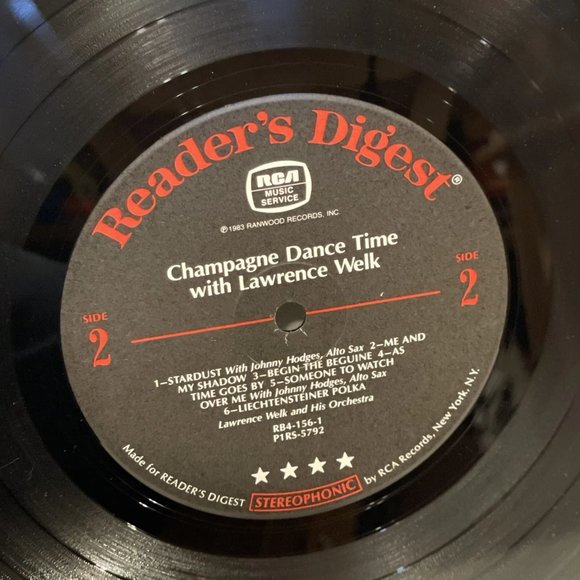 Reader's Digest®
RCA
MUSIC
SERVICE
℗1983 RANWOOD RECORDS, INC
Champagne Dance Time
with Lawrence Welk
SIDE
2
SIDE
2
1–STARDUST With Johnny Hodges, Alto Sax 2–ME AND
MY SHADOW 3–BEGIN THE BEGUINE 4–AS
TIME GOES BY 5–SOMEONE TO WATCH
OVER ME With Johnny Hodges, Alto Sax
6–LIECHTENSTEINER POLKA
Lawrence Welk and His Orchestra
RB4-156-1
P1RS-5792
Made for READER'S DIGEST STEREOPHONIC by RCA Records, New York, N.Y.